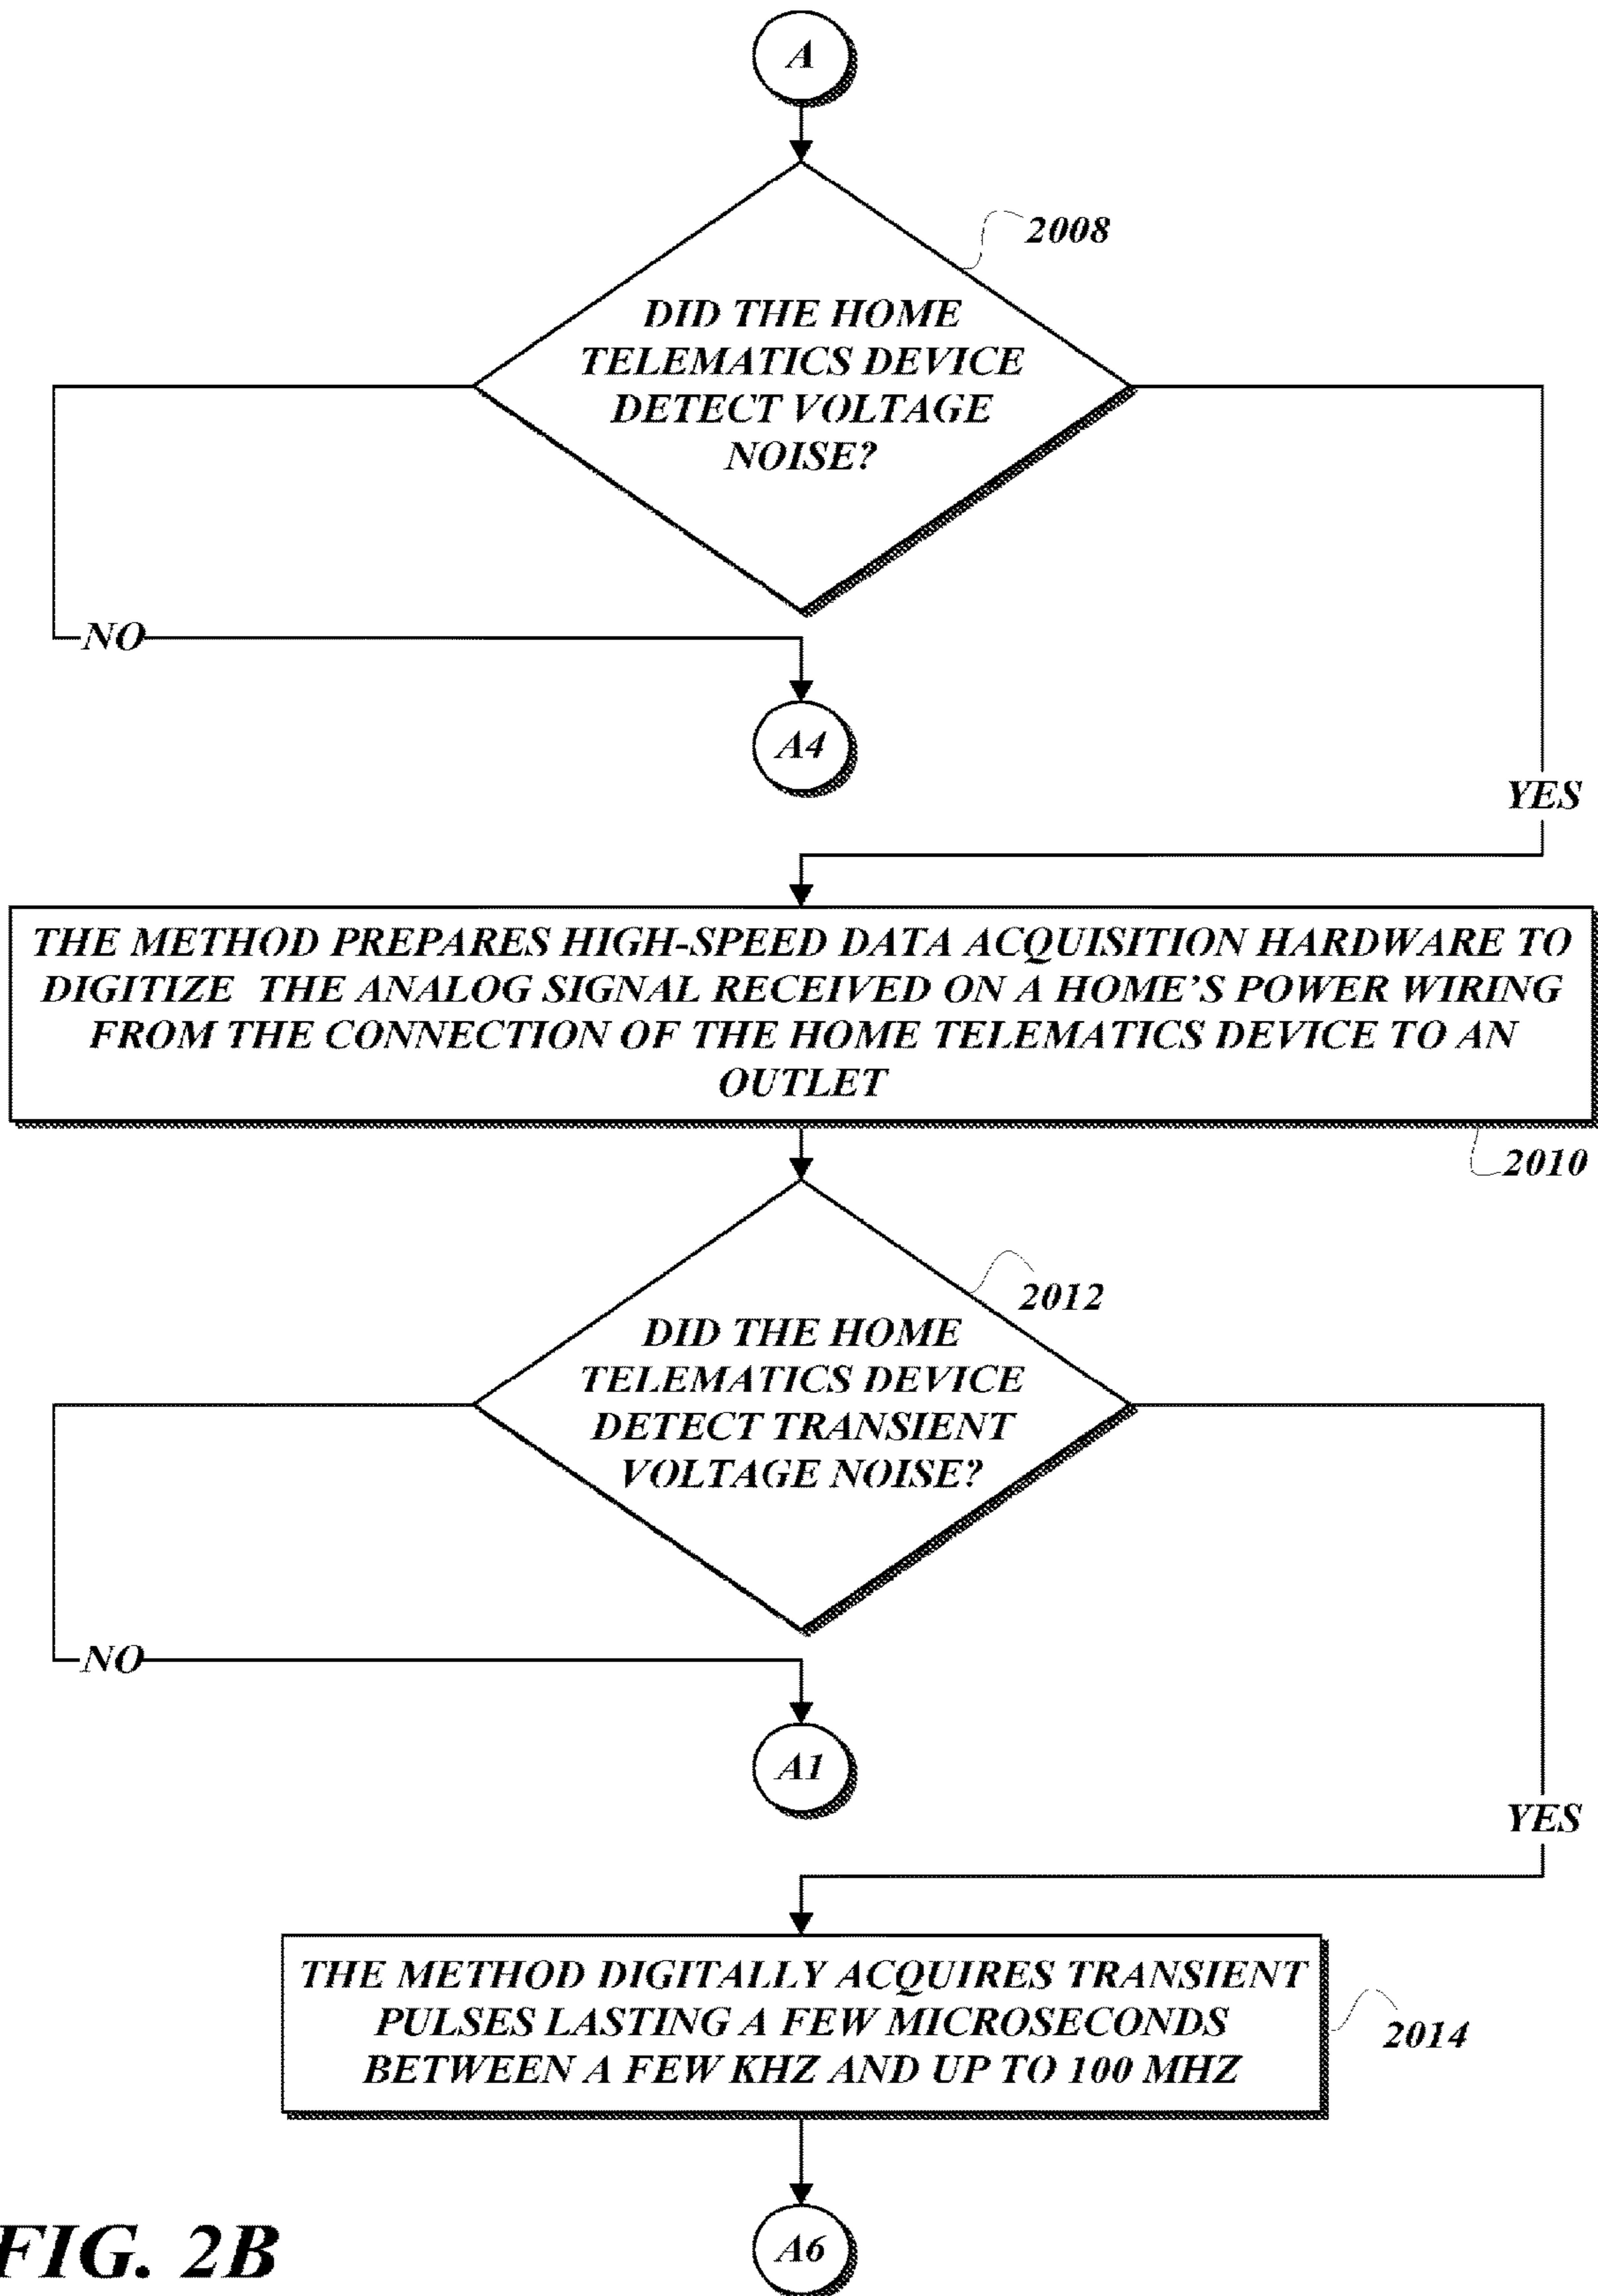 A
2008
DID THE HOME
TELEMATICS DEVICE
DETECT VOLTAGE
NOISE?
NO
A4
YES
THE METHOD PREPARES HIGH-SPEED DATA ACQUISITION HARDWARE TO
DIGITIZE THE ANALOG SIGNAL RECEIVED ON A HOME'S POWER WIRING
FROM THE CONNECTION OF THE HOME TELEMATICS DEVICE TO AN
OUTLET
2010
2012
DID THE HOME
TELEMATICS DEVICE
DETECT TRANSIENT
VOLTAGE NOISE?
NO
A1
YES
THE METHOD DIGITALLY ACQUIRES TRANSIENT
PULSES LASTING A FEW MICROSECONDS
BETWEEN A FEW KHZ AND UP TO 100 MHZ
2014
A6
FIG. 2B